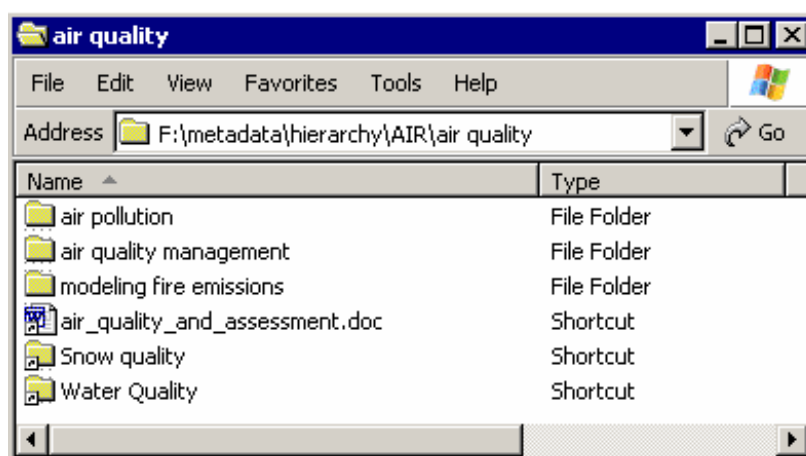 air quality
File Edit View Favorites Tools Help
Address F:\metadata\hierarchy\AIR\air quality Go
Name Type
air pollution File Folder
air quality management File Folder
modeling fire emissions File Folder
air_quality_and_assessment.doc Shortcut
Snow quality Shortcut
Water Quality Shortcut